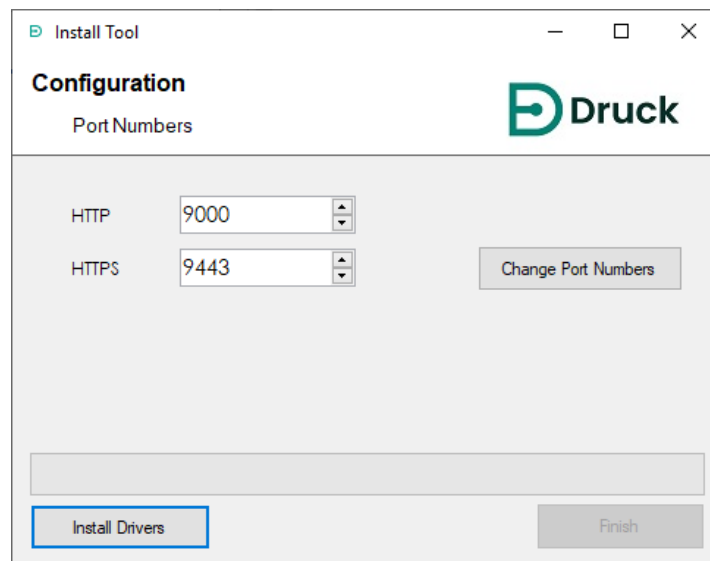 Install Tool
Configuration
Port Numbers
Druck
HTTP 9000
HTTPS 9443
Change Port Numbers
Install Drivers
Finish